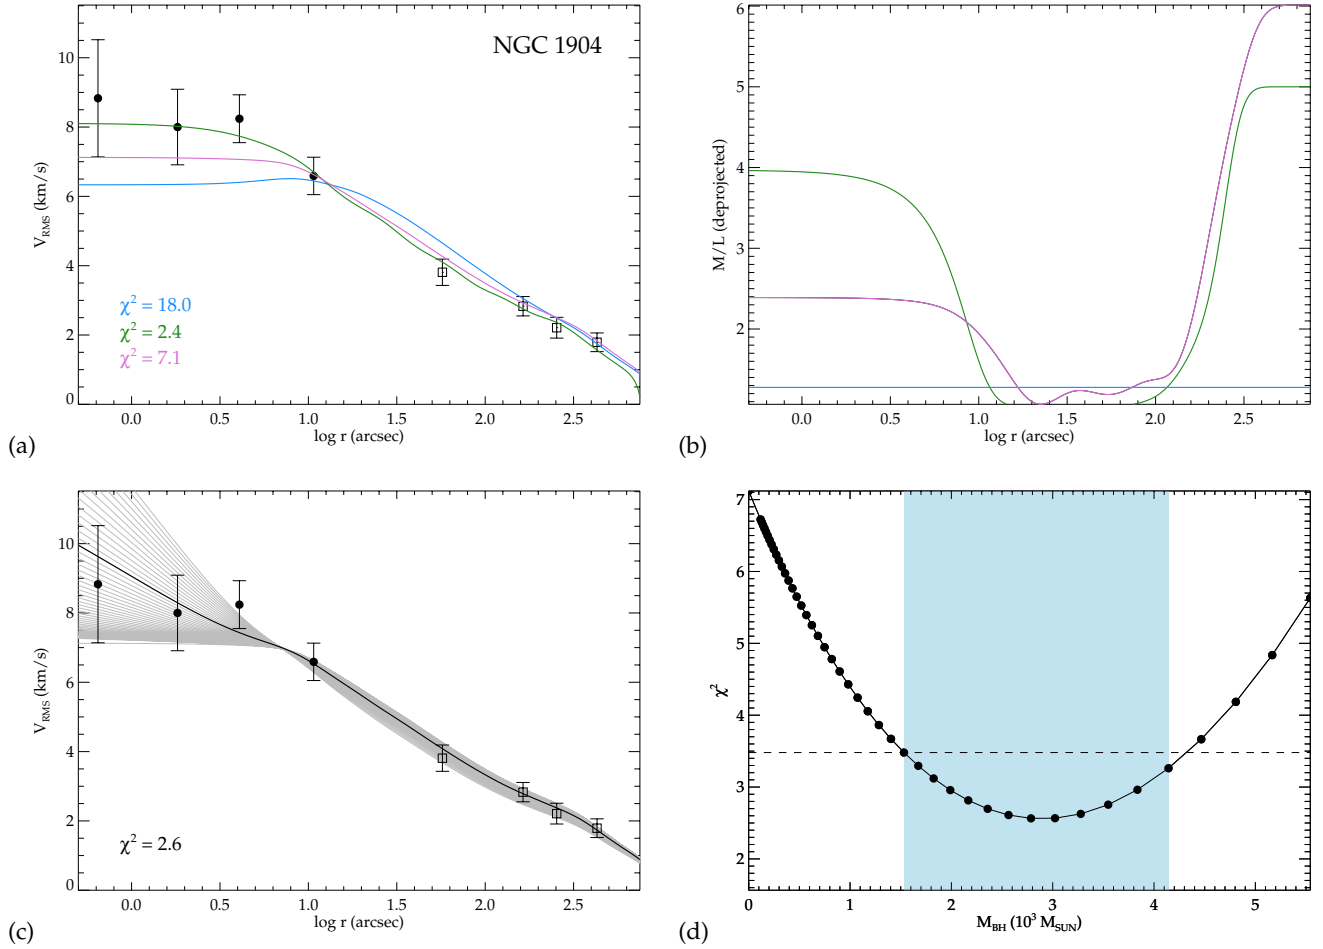 NGC 1904
10
8
6
4
2
0
V_RMS (km/s)
χ² = 18.0
χ² = 2.4
χ² = 7.1
0.0 0.5 1.0 1.5 2.0 2.5
log r (arcsec)
(a)
6
5
4
3
2
M/L (deprojected)
0.0 0.5 1.0 1.5 2.0 2.5
log r (arcsec)
(b)
10
8
6
4
2
0
V_RMS (km/s)
χ² = 2.6
0.0 0.5 1.0 1.5 2.0 2.5
log r (arcsec)
(c)
7
6
5
4
3
2
χ²
0 1 2 3 4 5
M_BH (10³ M_SUN)
(d)